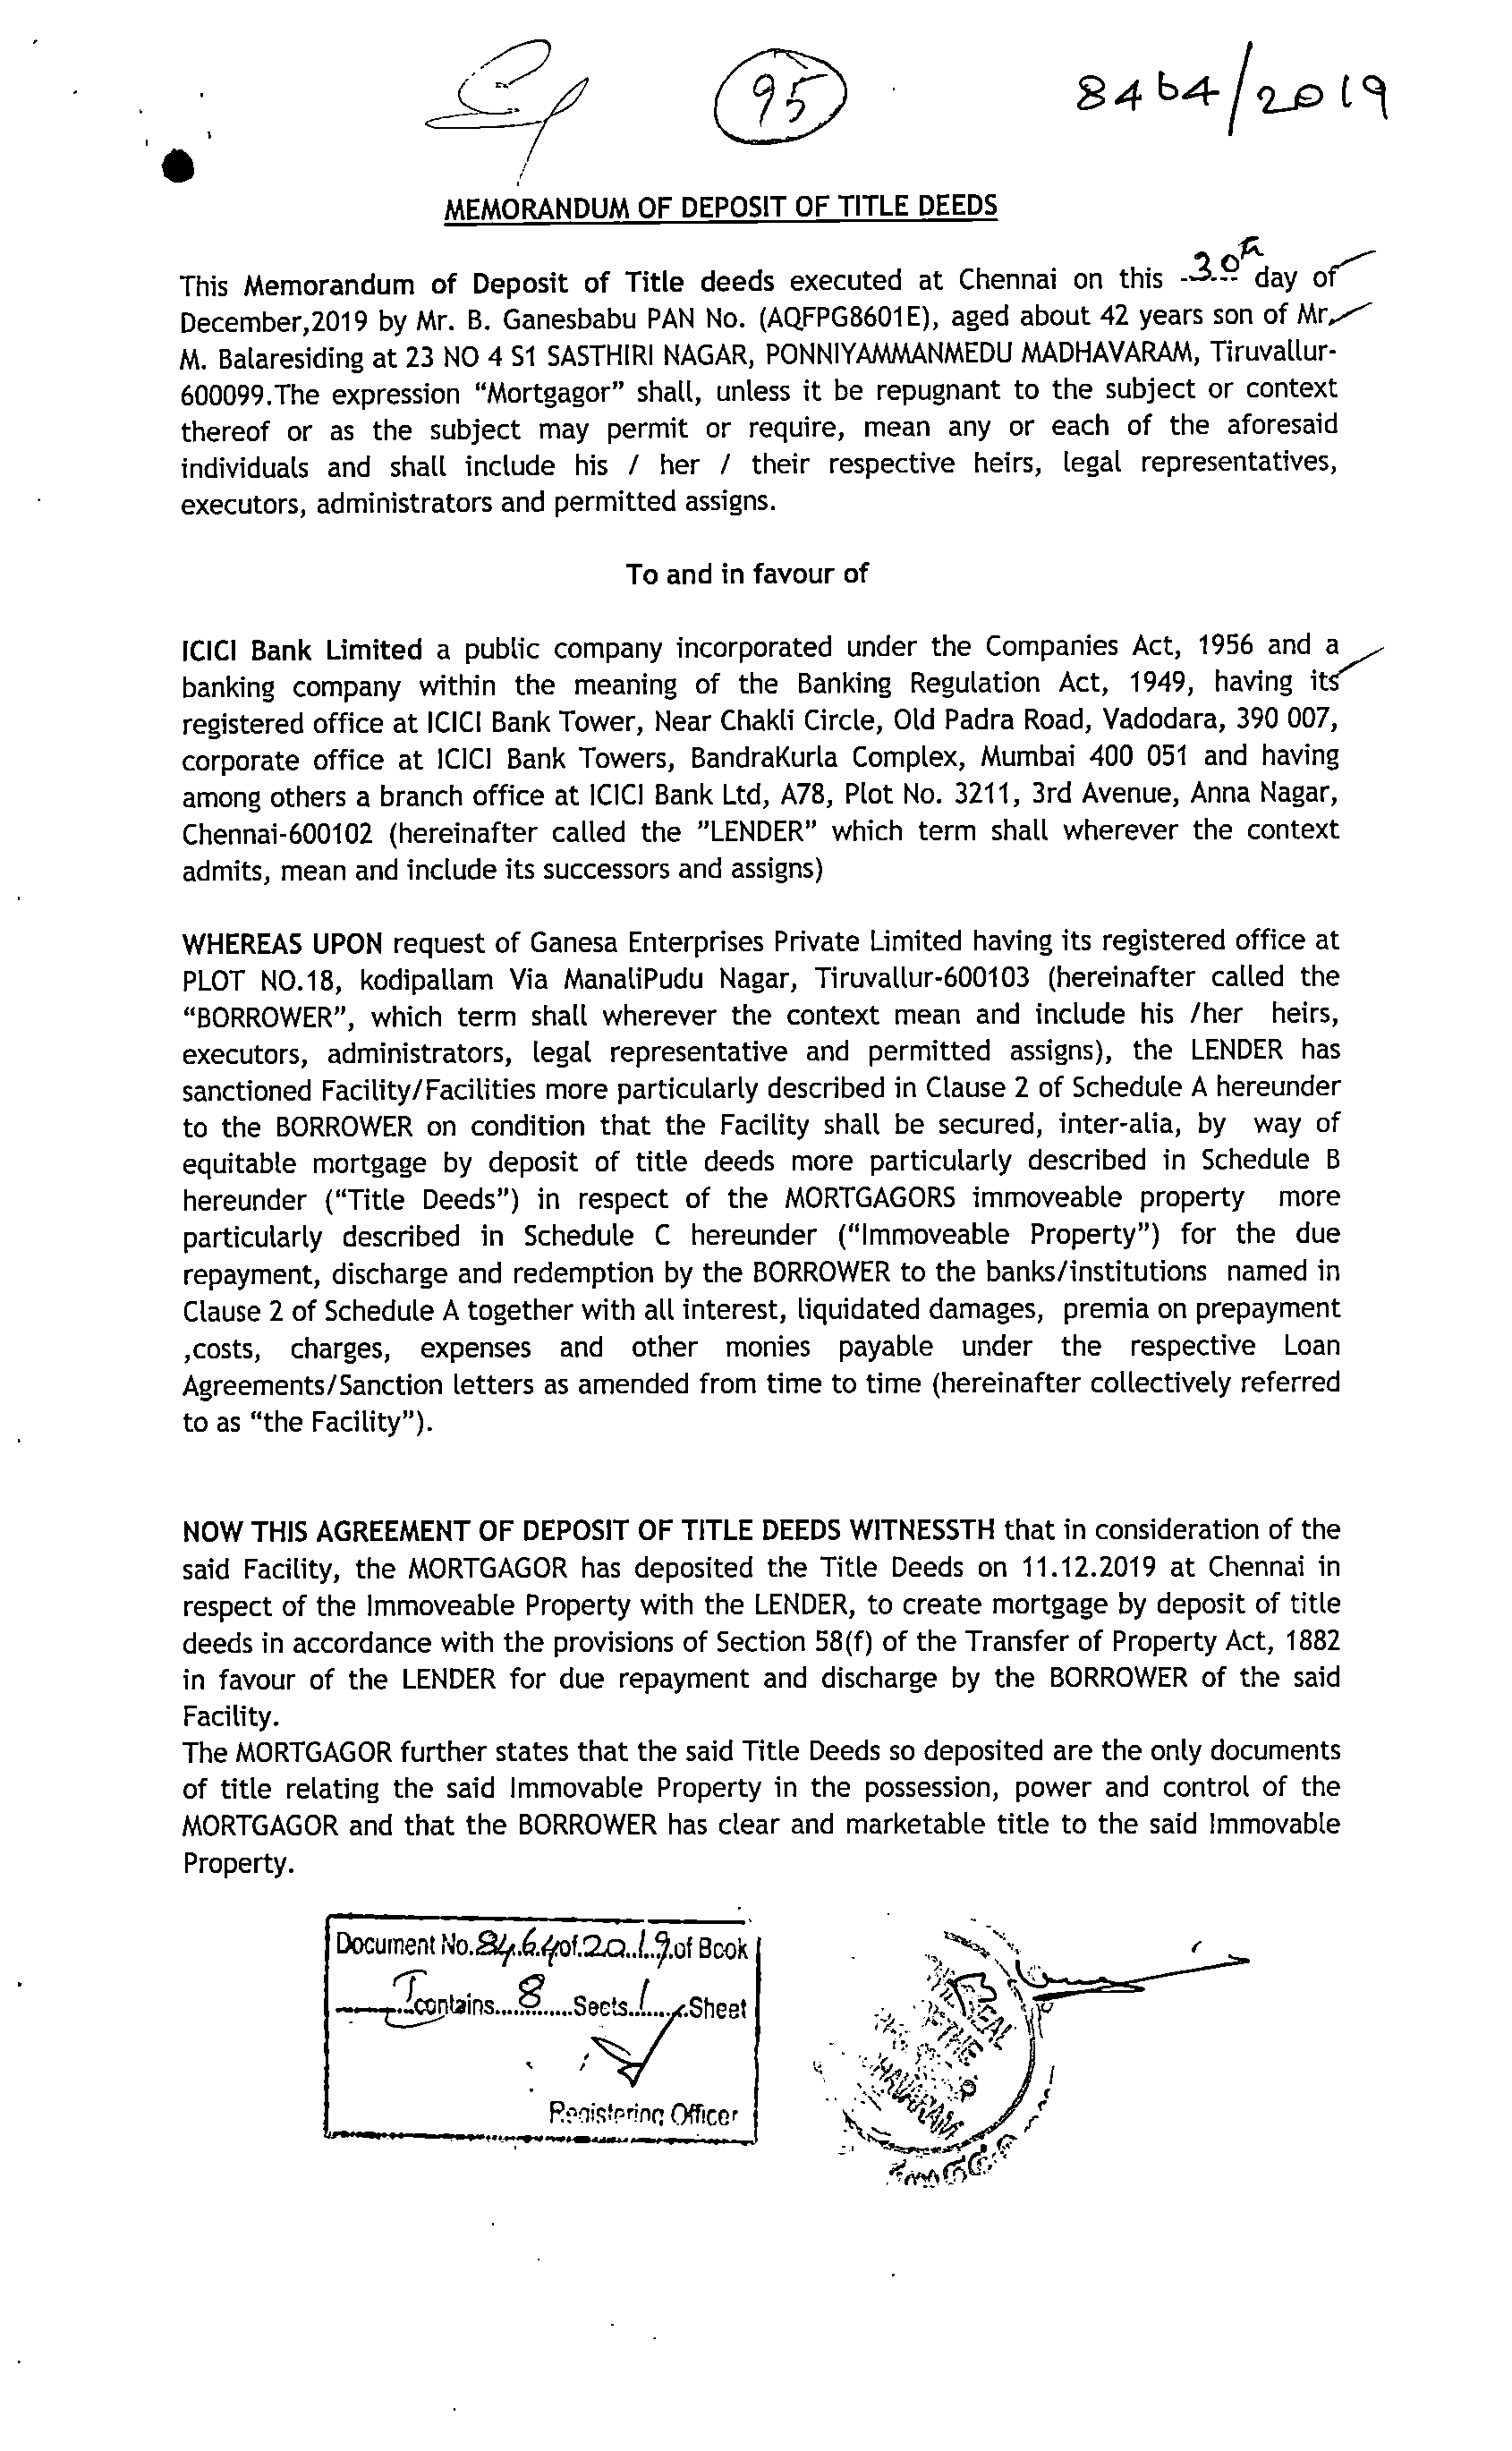 95
8464/2019
MEMORANDUM OF DEPOSIT OF TITLE DEEDS
This Memorandum of Deposit of Title deeds executed at Chennai on this 30th day of
December,2019 by Mr. B. Ganesbabu PAN No. (AQFPG8601E), aged about 42 years son of Mr.
M. Balaresiding at 23 NO 4 S1 SASTHIRI NAGAR, PONNIYAMMANMEDU MADHAVARAM, Tiruvallur-
600099.The expression "Mortgagor" shall, unless it be repugnant to the subject or context
thereof or as the subject may permit or require, mean any or each of the aforesaid
individuals and shall include his / her / their respective heirs, legal representatives,
executors, administrators and permitted assigns.
To and in favour of
ICICI Bank Limited a public company incorporated under the Companies Act, 1956 and a
banking company within the meaning of the Banking Regulation Act, 1949, having its
registered office at ICICI Bank Tower, Near Chakli Circle, Old Padra Road, Vadodara, 390 007,
corporate office at ICICI Bank Towers, BandraKurla Complex, Mumbai 400 051 and having
among others a branch office at ICICI Bank Ltd, A78, Plot No. 3211, 3rd Avenue, Anna Nagar,
Chennai-600102 (hereinafter called the "LENDER" which term shall wherever the context
admits, mean and include its successors and assigns)
WHEREAS UPON request of Ganesa Enterprises Private Limited having its registered office at
PLOT NO.18, kodipallam Via ManaliPudu Nagar, Tiruvallur-600103 (hereinafter called the
"BORROWER", which term shall wherever the context mean and include his /her heirs,
executors, administrators, legal representative and permitted assigns), the LENDER has
sanctioned Facility/Facilities more particularly described in Clause 2 of Schedule A hereunder
to the BORROWER on condition that the Facility shall be secured, inter-alia, by way of
equitable mortgage by deposit of title deeds more particularly described in Schedule B
hereunder ("Title Deeds") in respect of the MORTGAGORS immoveable property more
particularly described in Schedule C hereunder ("Immoveable Property") for the due
repayment, discharge and redemption by the BORROWER to the banks/institutions named in
Clause 2 of Schedule A together with all interest, liquidated damages, premia on prepayment
,costs, charges, expenses and other monies payable under the respective Loan
Agreements/Sanction letters as amended from time to time (hereinafter collectively referred
to as "the Facility").
NOW THIS AGREEMENT OF DEPOSIT OF TITLE DEEDS WITNESSTH that in consideration of the
said Facility, the MORTGAGOR has deposited the Title Deeds on 11.12.2019 at Chennai in
respect of the Immoveable Property with the LENDER, to create mortgage by deposit of title
deeds in accordance with the provisions of Section 58(f) of the Transfer of Property Act, 1882
in favour of the LENDER for due repayment and discharge by the BORROWER of the said
Facility.
The MORTGAGOR further states that the said Title Deeds so deposited are the only documents
of title relating the said Immovable Property in the possession, power and control of the
MORTGAGOR and that the BORROWER has clear and marketable title to the said Immovable
Property.
Document No.8464of.2019.of Book
I contains....8.....Sects..1....Sheet
Registering Officer